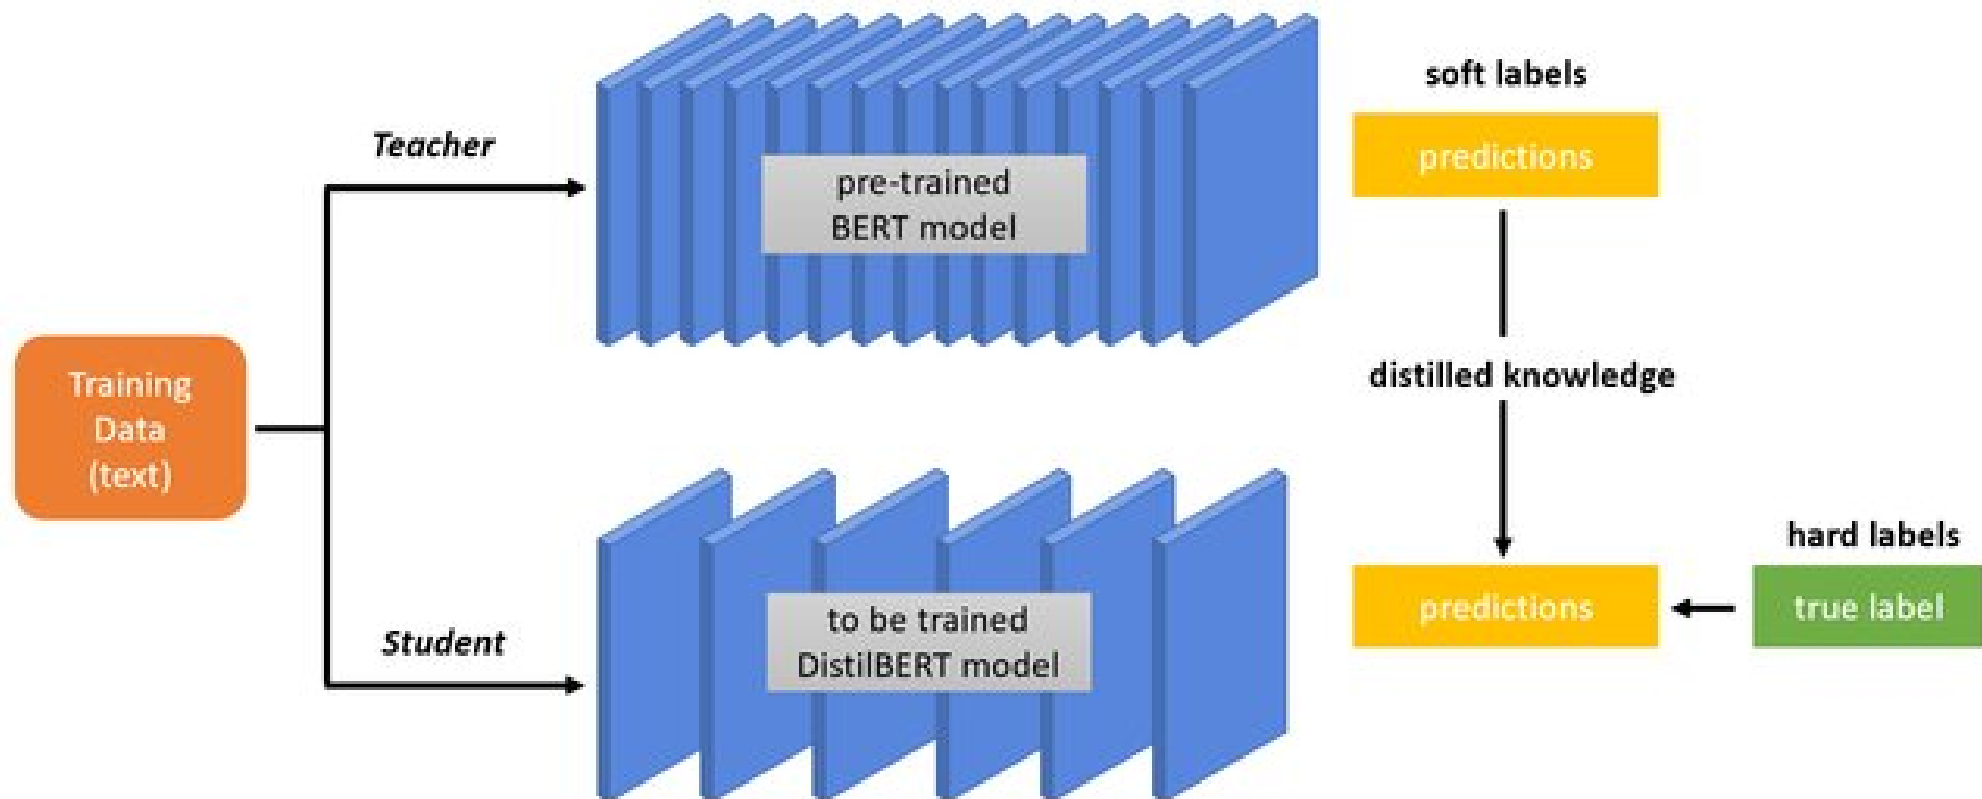 soft labels
predictions
Teacher
pre-trained
BERT model
Training
Data
(text)
distilled knowledge
hard labels
predictions
true label
Student
to be trained
DistilBERT model